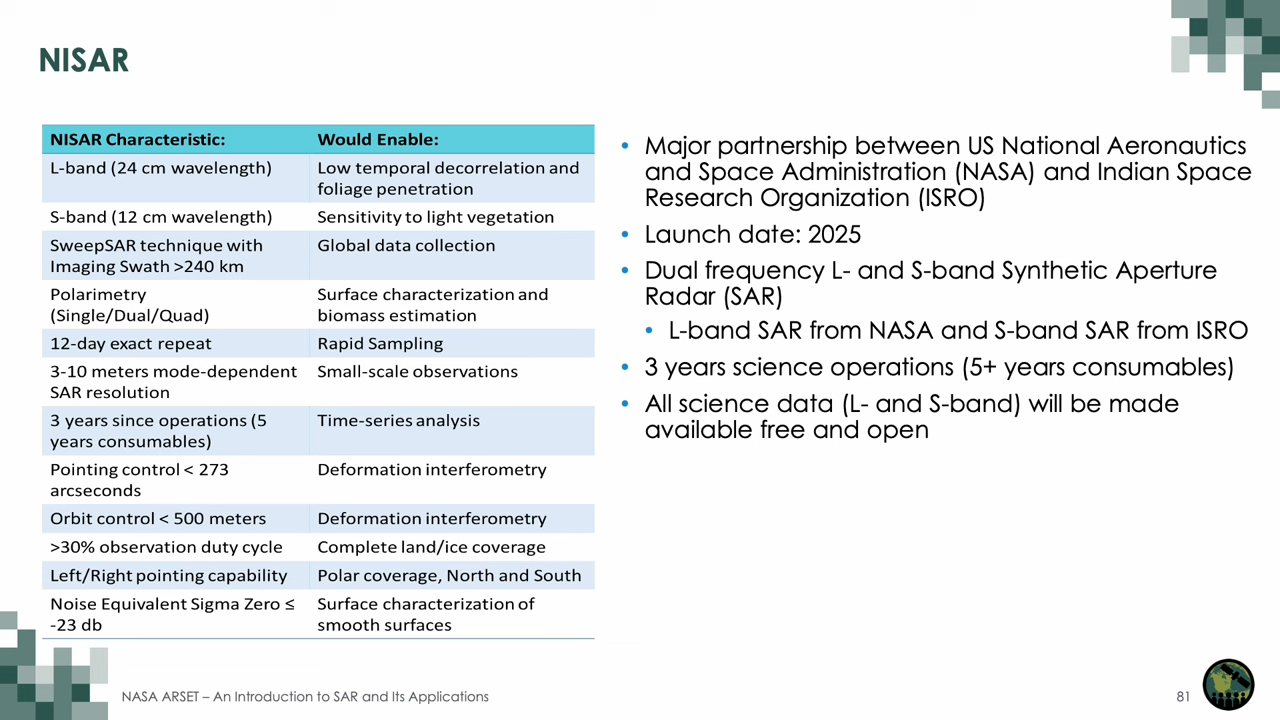 NISAR
NISAR Characteristic: Would Enable:
L-band (24 cm wavelength) Low temporal decorrelation and
foliage penetration
S-band (12 cm wavelength) Sensitivity to light vegetation
SweepSAR technique with Global data collection
Imaging Swath >240 km
Polarimetry Surface characterization and
(Single/Dual/Quad) biomass estimation
12-day exact repeat Rapid Sampling
3-10 meters mode-dependent Small-scale observations
SAR resolution
3 years since operations (5 Time-series analysis
years consumables)
Pointing control < 273 Deformation interferometry
arcseconds
Orbit control < 500 meters Deformation interferometry
>30% observation duty cycle Complete land/ice coverage
Left/Right pointing capability Polar coverage, North and South
Noise Equivalent Sigma Zero ≤ Surface characterization of
-23 db smooth surfaces
• Major partnership between US National Aeronautics
and Space Administration (NASA) and Indian Space
Research Organization (ISRO)
• Launch date: 2025
• Dual frequency L- and S-band Synthetic Aperture
Radar (SAR)
• L-band SAR from NASA and S-band SAR from ISRO
• 3 years science operations (5+ years consumables)
• All science data (L- and S-band) will be made
available free and open
NASA ARSET – An Introduction to SAR and Its Applications
81